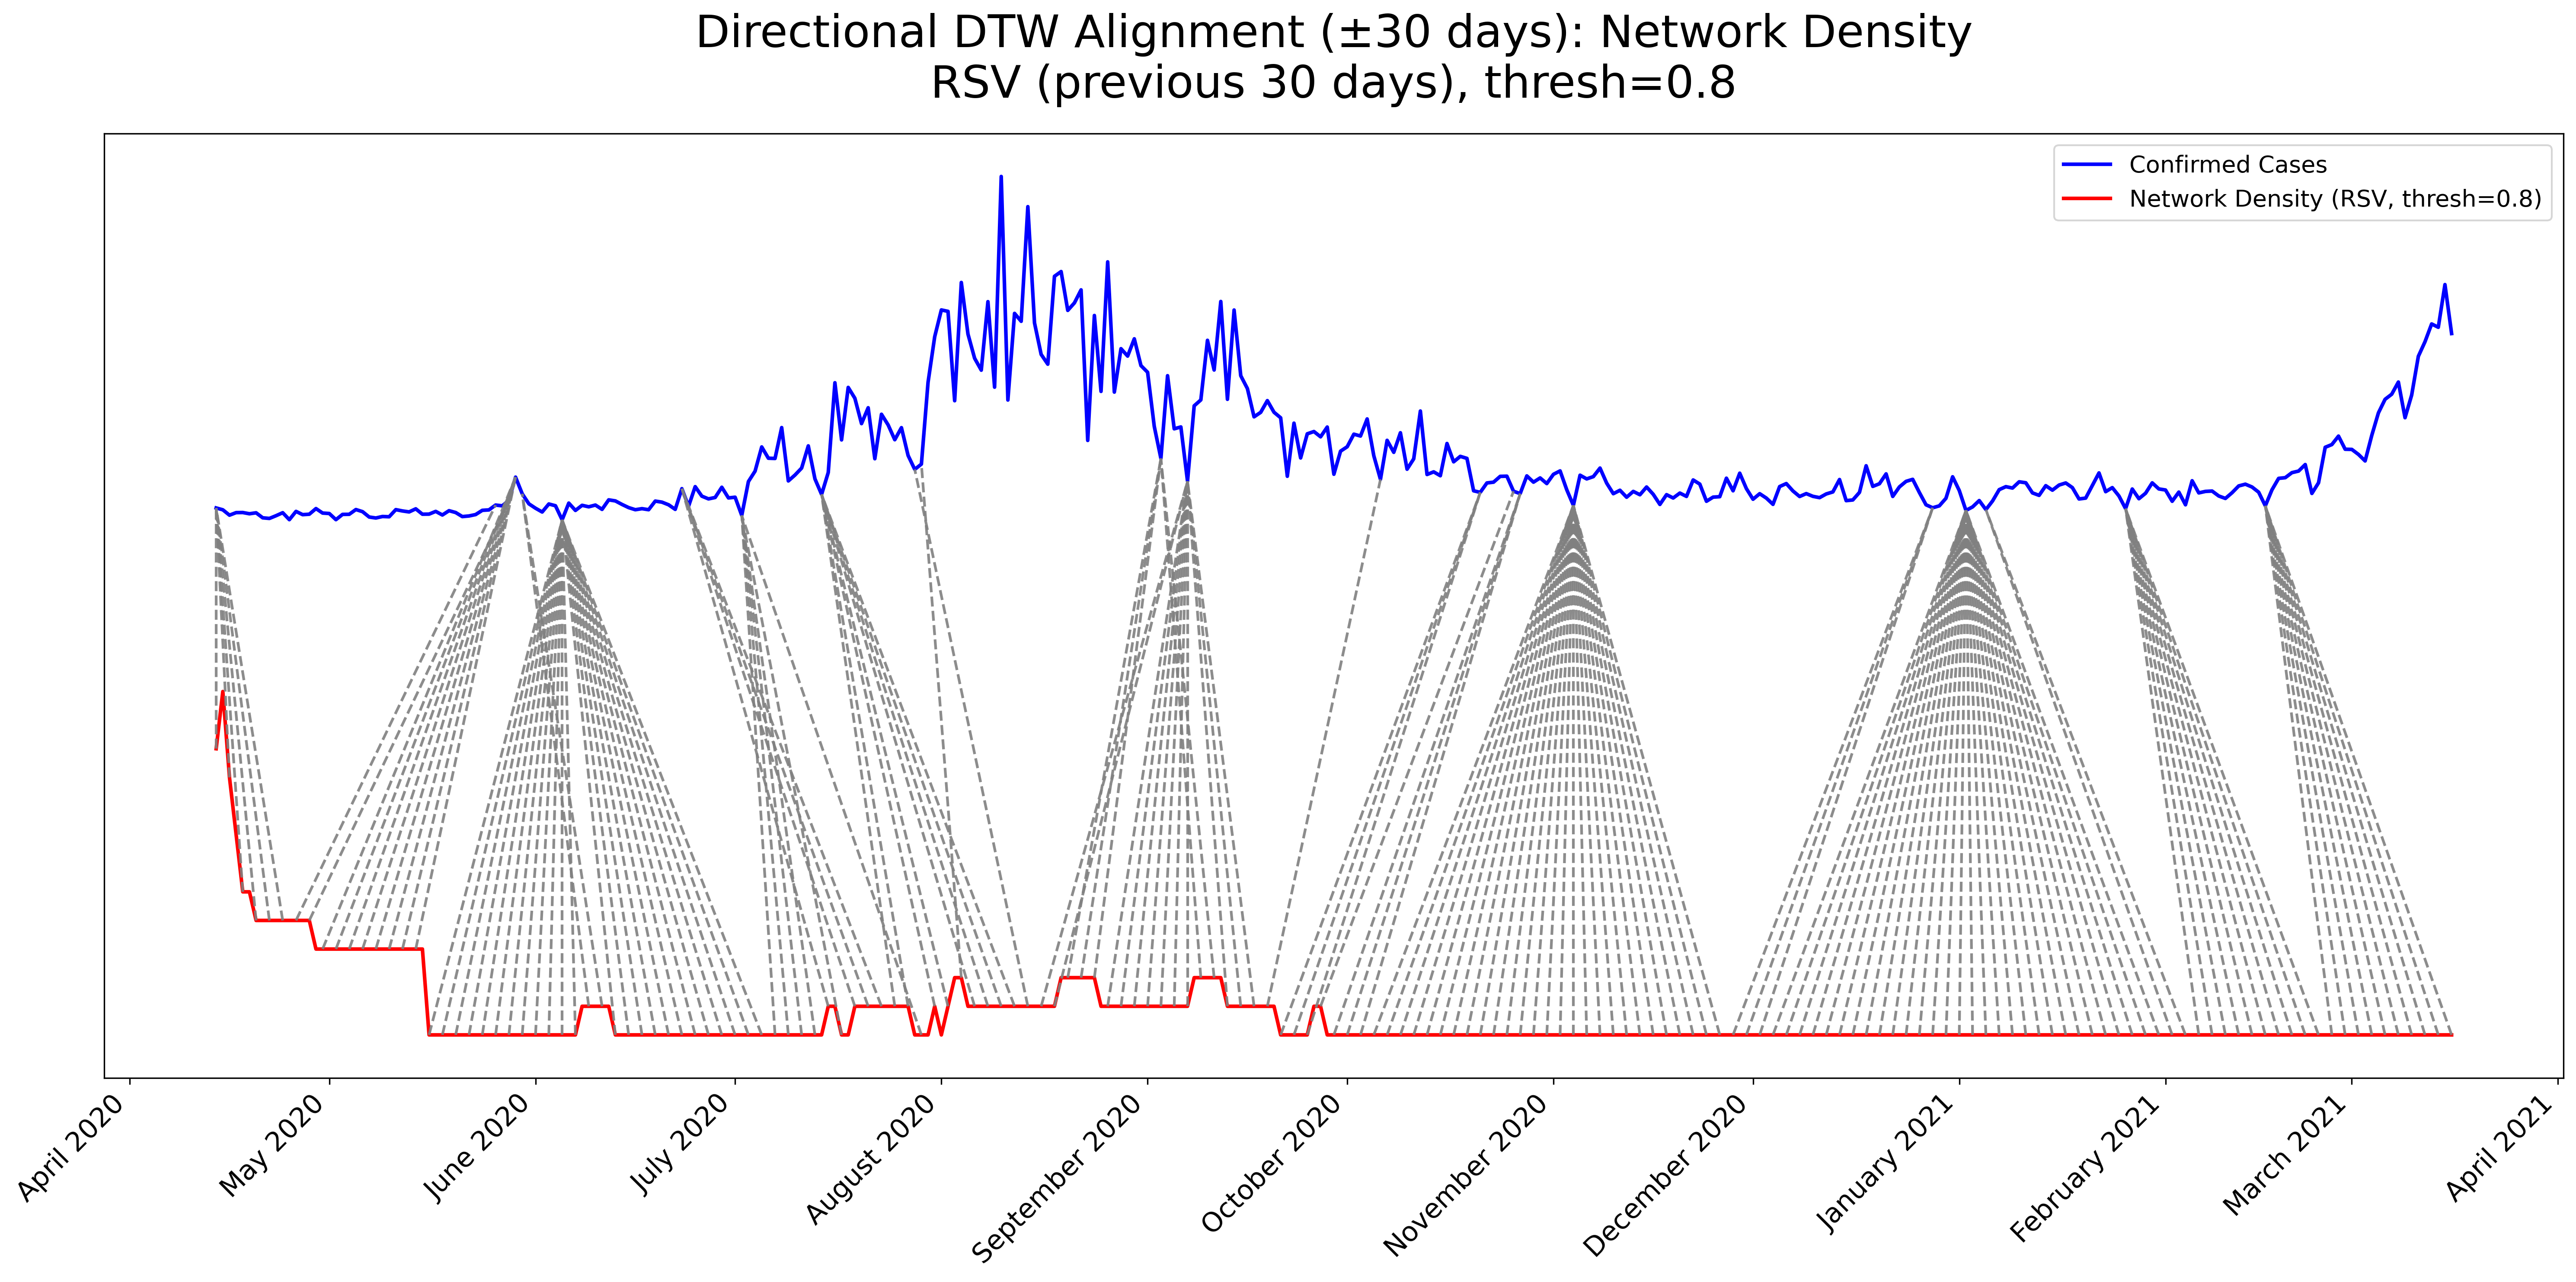 Directional DTW Alignment (±30 days): Network Density
RSV (previous 30 days), thresh=0.8
Confirmed Cases
Network Density (RSV, thresh=0.8)
April 2020
May 2020
June 2020
July 2020
August 2020
September 2020
October 2020
November 2020
December 2020
January 2021
February 2021
March 2021
April 2021